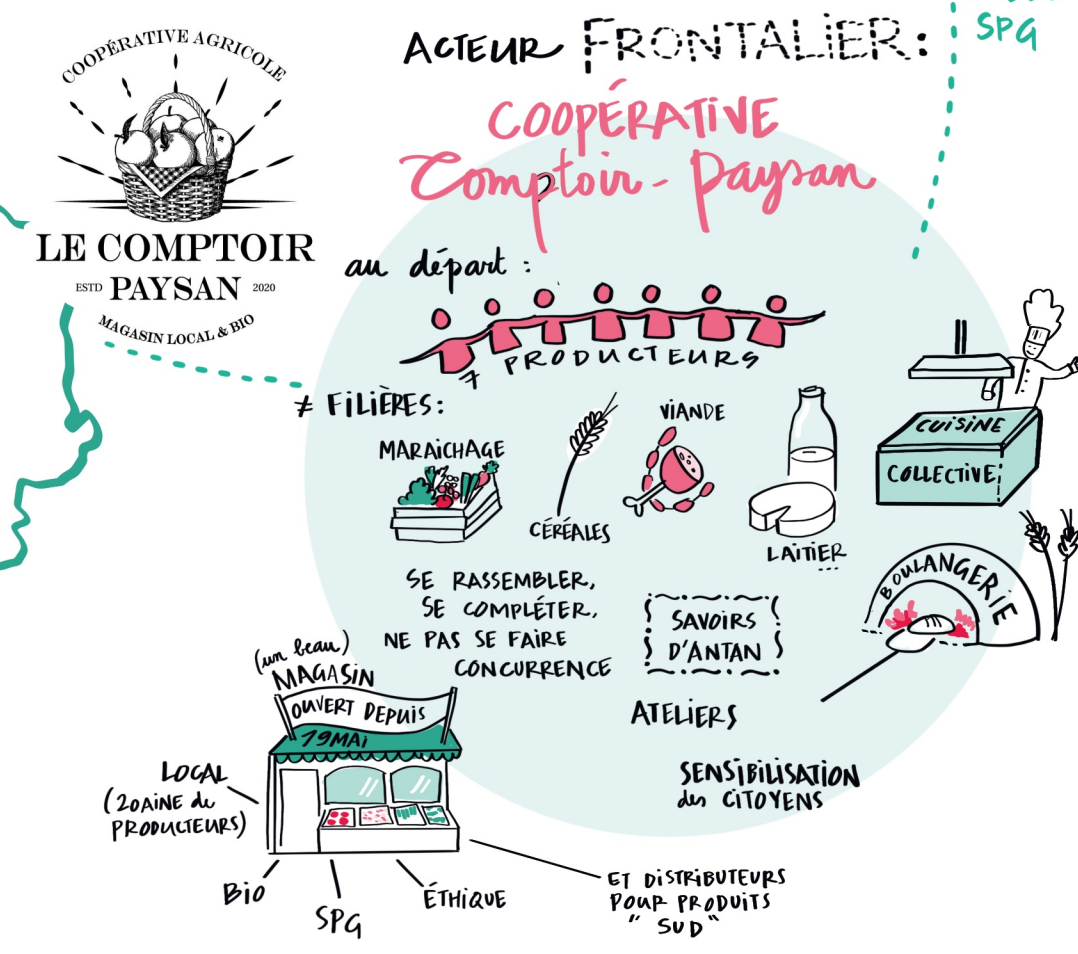 COOPÉRATIVE AGRICOLE
LE COMPTOIR
ESTD PAYSAN 2020
MAGASIN LOCAL & BIO
SPG
ACTEUR FRONTALIER:
COOPÉRATIVE
Comptoir-Paysan
au départ :
7 PRODUCTEURS
≠ FILIÈRES:
MARAICHAGE
CÉRÉALES
VIANDE
LAITIER
CUISINE
COLLECTIVE
BOULANGERIE
SE RASSEMBLER,
SE COMPLÉTER,
NE PAS SE FAIRE
CONCURRENCE
SAVOIRS
D'ANTAN
ATELIERS
SENSIBILISATION
des CITOYENS
(un beau)
MAGASIN
OUVERT DEPUIS
19MAI
LOCAL
(20AINE de
PRODUCTEURS)
Bio
SPG
ÉTHIQUE
ET DISTRIBUTEURS
POUR PRODUITS
"SUD"